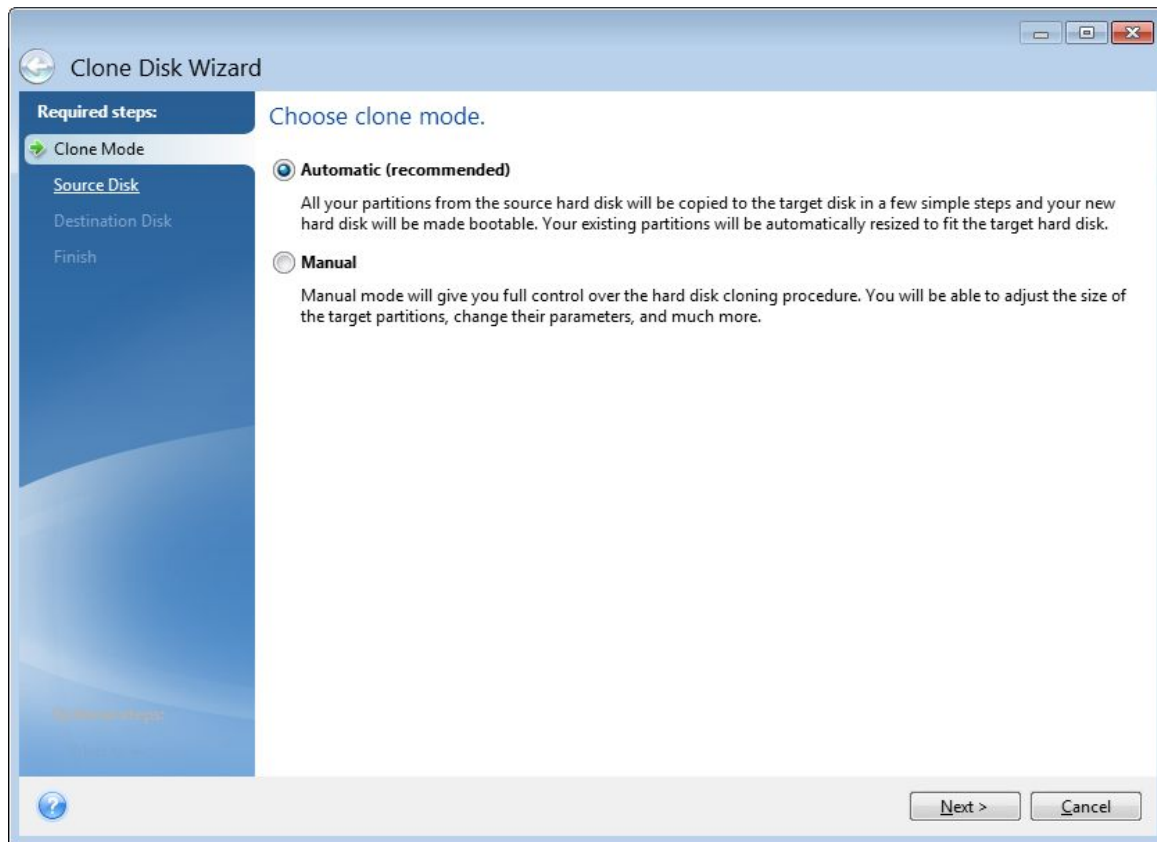 Clone Disk Wizard
Required steps:
Clone Mode
Source Disk
Destination Disk
Finish
Choose clone mode.
Automatic (recommended)
All your partitions from the source hard disk will be copied to the target disk in a few simple steps and your new
hard disk will be made bootable. Your existing partitions will be automatically resized to fit the target hard disk.
Manual
Manual mode will give you full control over the hard disk cloning procedure. You will be able to adjust the size of
the target partitions, change their parameters, and much more.
Next >
Cancel